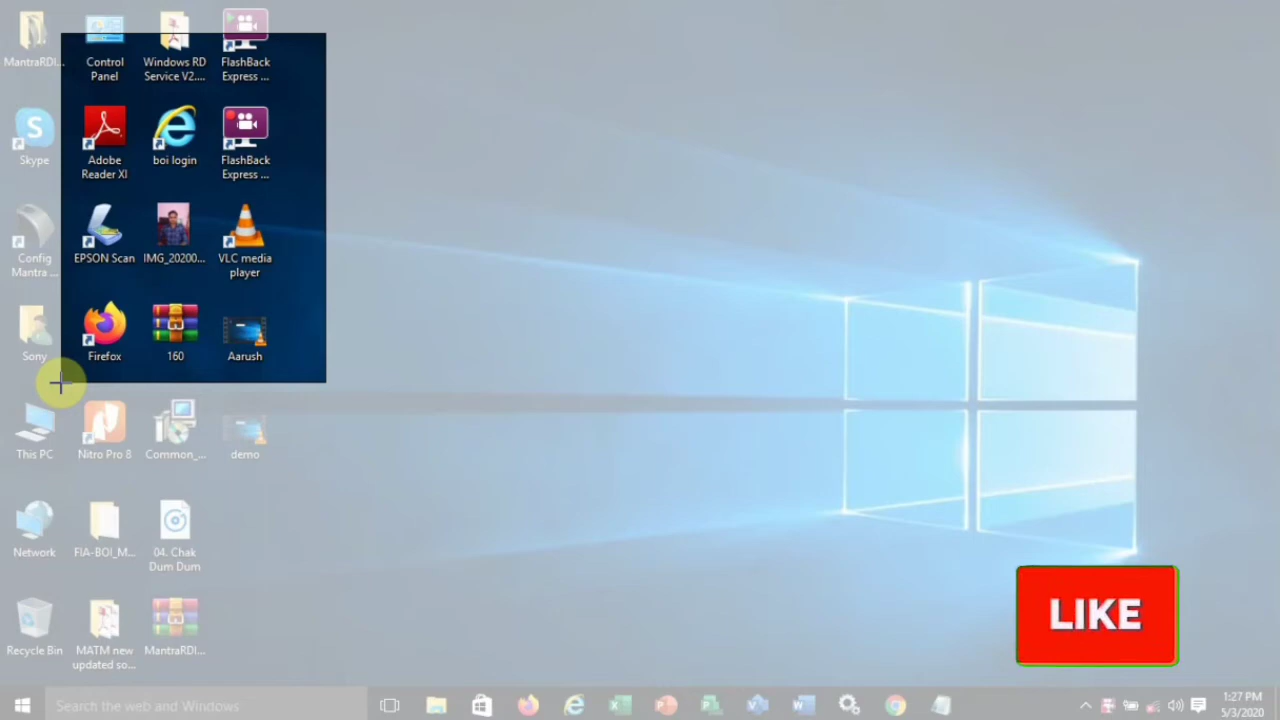 MantraRDI...
Control
Panel
Windows RD
Service V2....
FlashBack
Express ...
Skype
Adobe
Reader XI
boi login
FlashBack
Express ...
Config
Mantra ...
EPSON Scan
IMG_20200...
VLC media
player
Sony
Firefox
160
Aarush
This PC
Nitro Pro 8
Common_...
demo
Network
FIA-BOI_M...
04. Chak
Dum Dum
Recycle Bin
MATM new
updated so...
MantraRDI...
LIKE
Search the web and Windows
1:27 PM
5/3/2020